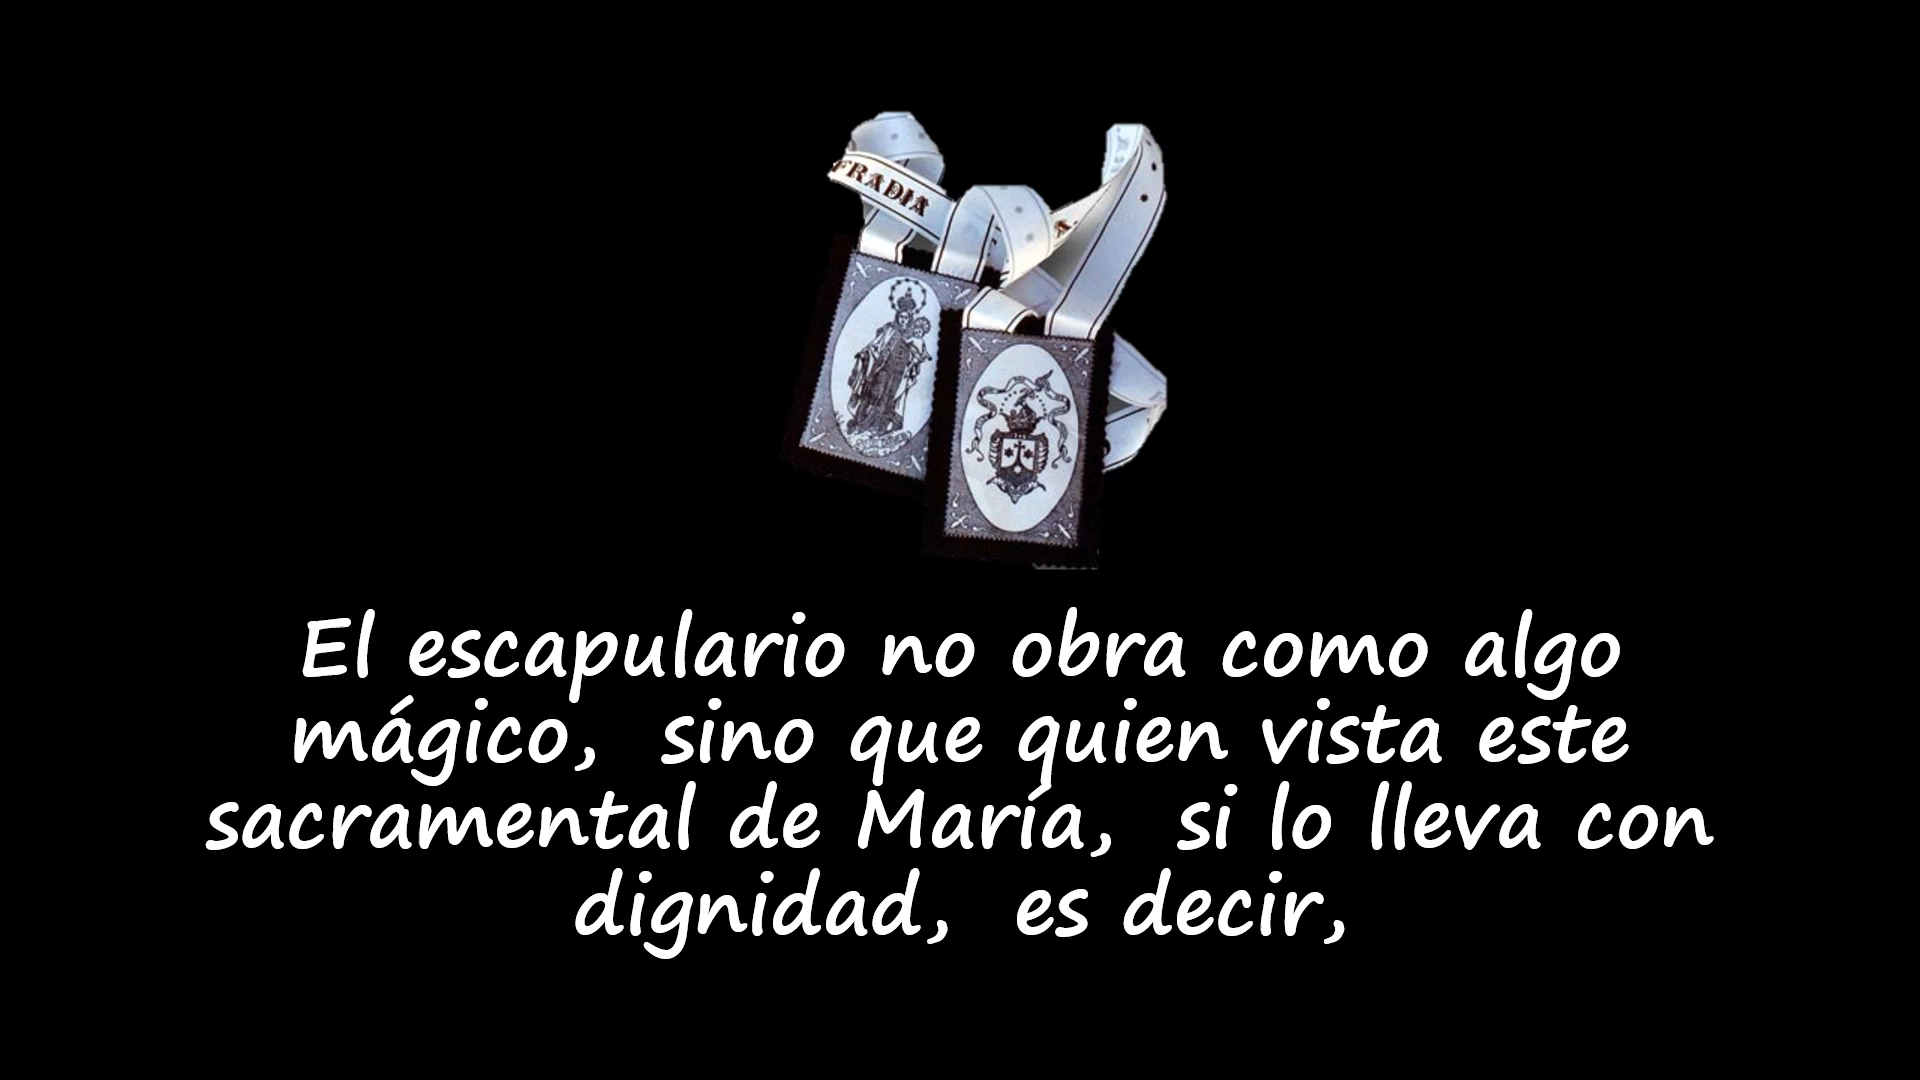 FRADIA
El escapulario no obra como algo
mágico,  sino que quien vista este
sacramental de María,  si lo lleva con
dignidad,  es decir,